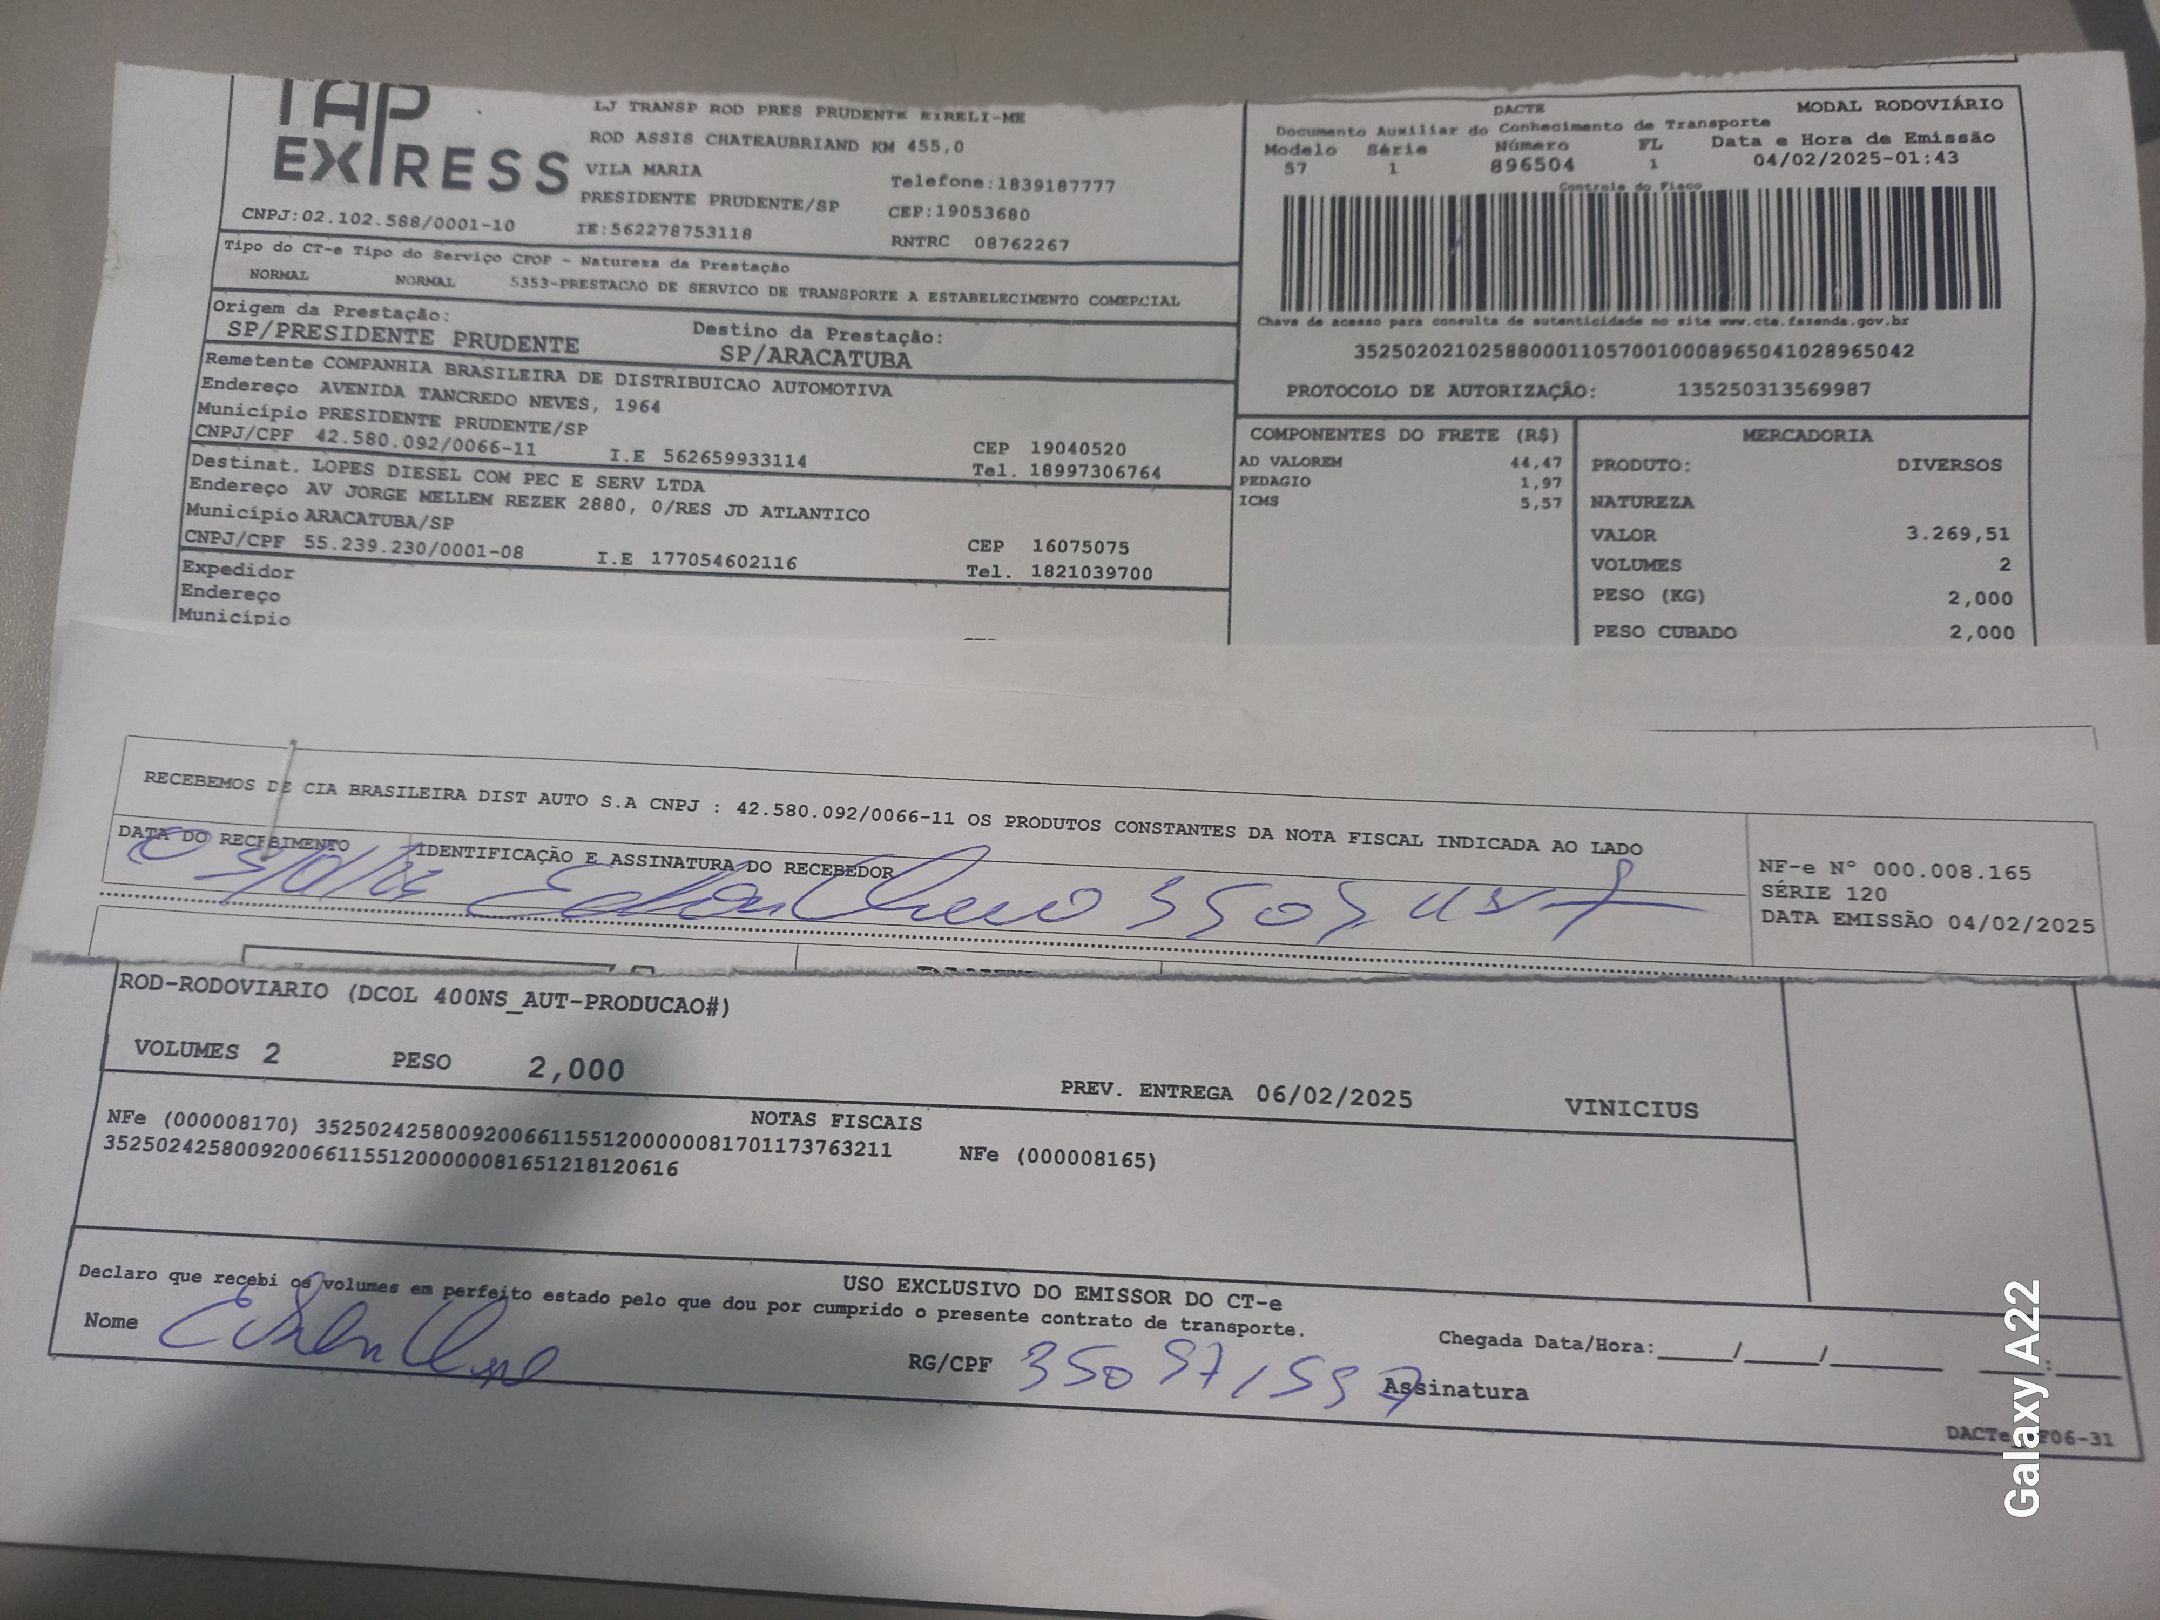 TAP
EXPRESS
LJ TRANSP ROD PRES PRUDENTE EIRELI-ME
ROD ASSIS CHATEAUBRIAND KM 455,0
VILA MARIA
Telefone:1839187777
PRESIDENTE PRUDENTE/SP
CEP:19053680
CNPJ:02.102.588/0001-10
IE:562278753118
RNTRC 08762267
DACTE
MODAL RODOVIÁRIO
Documento Auxiliar do Conhecimento de Transporte
Modelo Série Número FL Data e Hora de Emissão
57 1 896504 1 04/02/2025-01:43
Controle do Fisco
Chave de acesso para consulta de autenticidade no site www.cte.fazenda.gov.br
35250202102588000110570010008965041028965042
PROTOCOLO DE AUTORIZAÇÃO: 135250313569987
Tipo do CT-e Tipo do Serviço CFOP - Natureza da Prestação
NORMAL NORMAL 5353-PRESTACAO DE SERVICO DE TRANSPORTE A ESTABELECIMENTO COMERCIAL
Origem da Prestação: Destino da Prestação:
SP/PRESIDENTE PRUDENTE SP/ARACATUBA
Remetente COMPANHIA BRASILEIRA DE DISTRIBUICAO AUTOMOTIVA
Endereço AVENIDA TANCREDO NEVES, 1964
Município PRESIDENTE PRUDENTE/SP CEP 19040520
CNPJ/CPF 42.580.092/0066-11 I.E 562659933114 Tel. 18997306764
Destinat. LOPES DIESEL COM PEC E SERV LTDA
Endereço AV JORGE MELLEM REZEK 2880, 0/RES JD ATLANTICO
Município ARACATUBA/SP CEP 16075075
CNPJ/CPF 55.239.230/0001-08 I.E 177054602116 Tel. 1821039700
Expedidor
Endereço
Município
COMPONENTES DO FRETE (R$)
AD VALOREM 44,47
PEDAGIO 1,97
ICMS 5,57
MERCADORIA
PRODUTO: DIVERSOS
NATUREZA
VALOR 3.269,51
VOLUMES 2
PESO (KG) 2,000
PESO CUBADO 2,000
RECEBEMOS DE CIA BRASILEIRA DIST AUTO S.A CNPJ : 42.580.092/0066-11 OS PRODUTOS CONSTANTES DA NOTA FISCAL INDICADA AO LADO
DATA DO RECEBIMENTO IDENTIFICAÇÃO E ASSINATURA DO RECEBEDOR
NF-e N° 000.008.165
SÉRIE 120
DATA EMISSÃO 04/02/2025
ROD-RODOVIARIO (DCOL 400NS_AUT-PRODUCAO#)
VOLUMES 2 PESO 2,000 PREV. ENTREGA 06/02/2025 VINICIUS
NOTAS FISCAIS
NFe (000008170) 35250242580092006611551200000081701173763211 NFe (000008165)
35250242580092006611551200000081651218120616
USO EXCLUSIVO DO EMISSOR DO CT-e
Declaro que recebi os volumes em perfeito estado pelo que dou por cumprido o presente contrato de transporte.
Nome RG/CPF Assinatura
Chegada Data/Hora:_____/_____/_______ ____:____
Galaxy A22